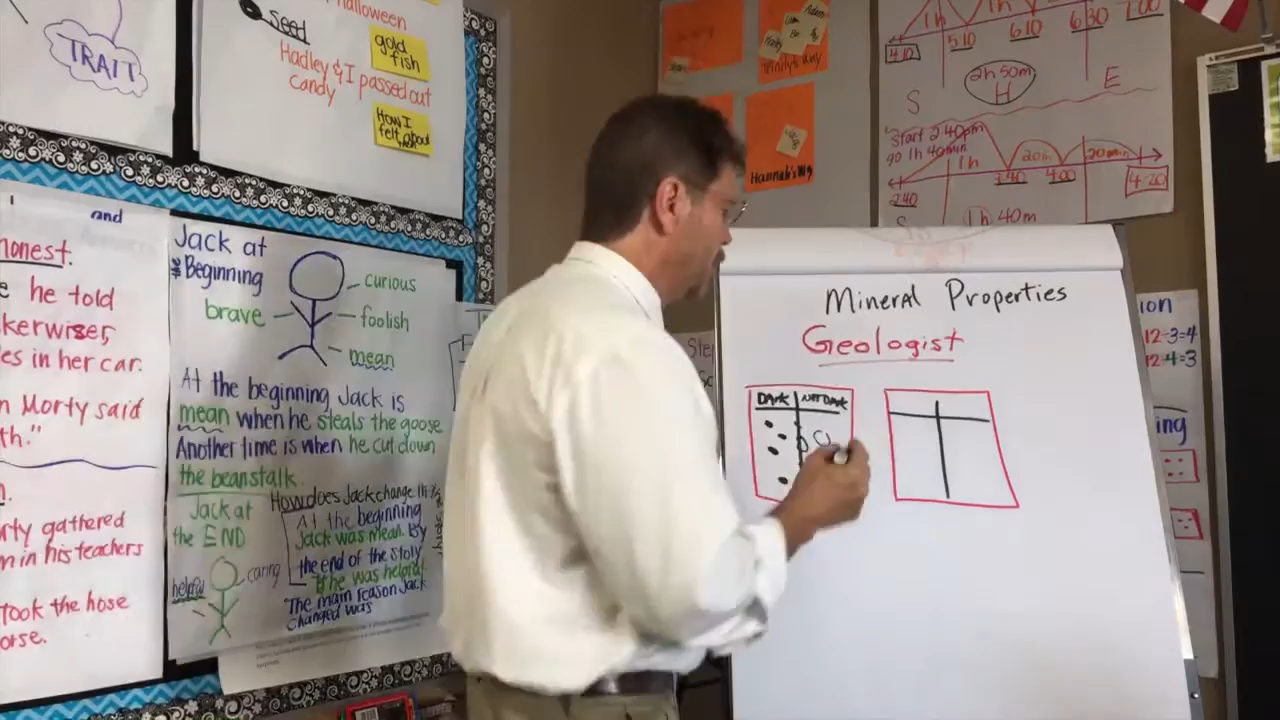 TRAIT
Halloween
Seed
gold
fish
Hadley & I passed out
candy
How I
felt about
and
honest.
he told
kerwiser,
es in her car.
n Morty said
th."
rty gathered
m in his teachers
took the hose
orse.
Jack at
the Beginning
curious
brave
foolish
mean
At the beginning Jack is
mean when he steals the goose
Another time is when he cut down
the beanstalk.
Jack at
the END
helpful
caring
How does Jack change
At the beginning
Jack was mean. By
the end of the story
he was helpful
The main reason Jack
changed was
Trinity's
Hannah's
1h
1h
4:10
5:10
6:10
6:30
7:00
2h 50m
S
H
E
Start 2:40pm
go 1h 40min
1h
20m
20min
2:40
3:40
4:00
4:20
1h 40m
Mineral Properties
Geologist
DARK
NOT DARK
ion
12÷3=4
12÷4=3
ing